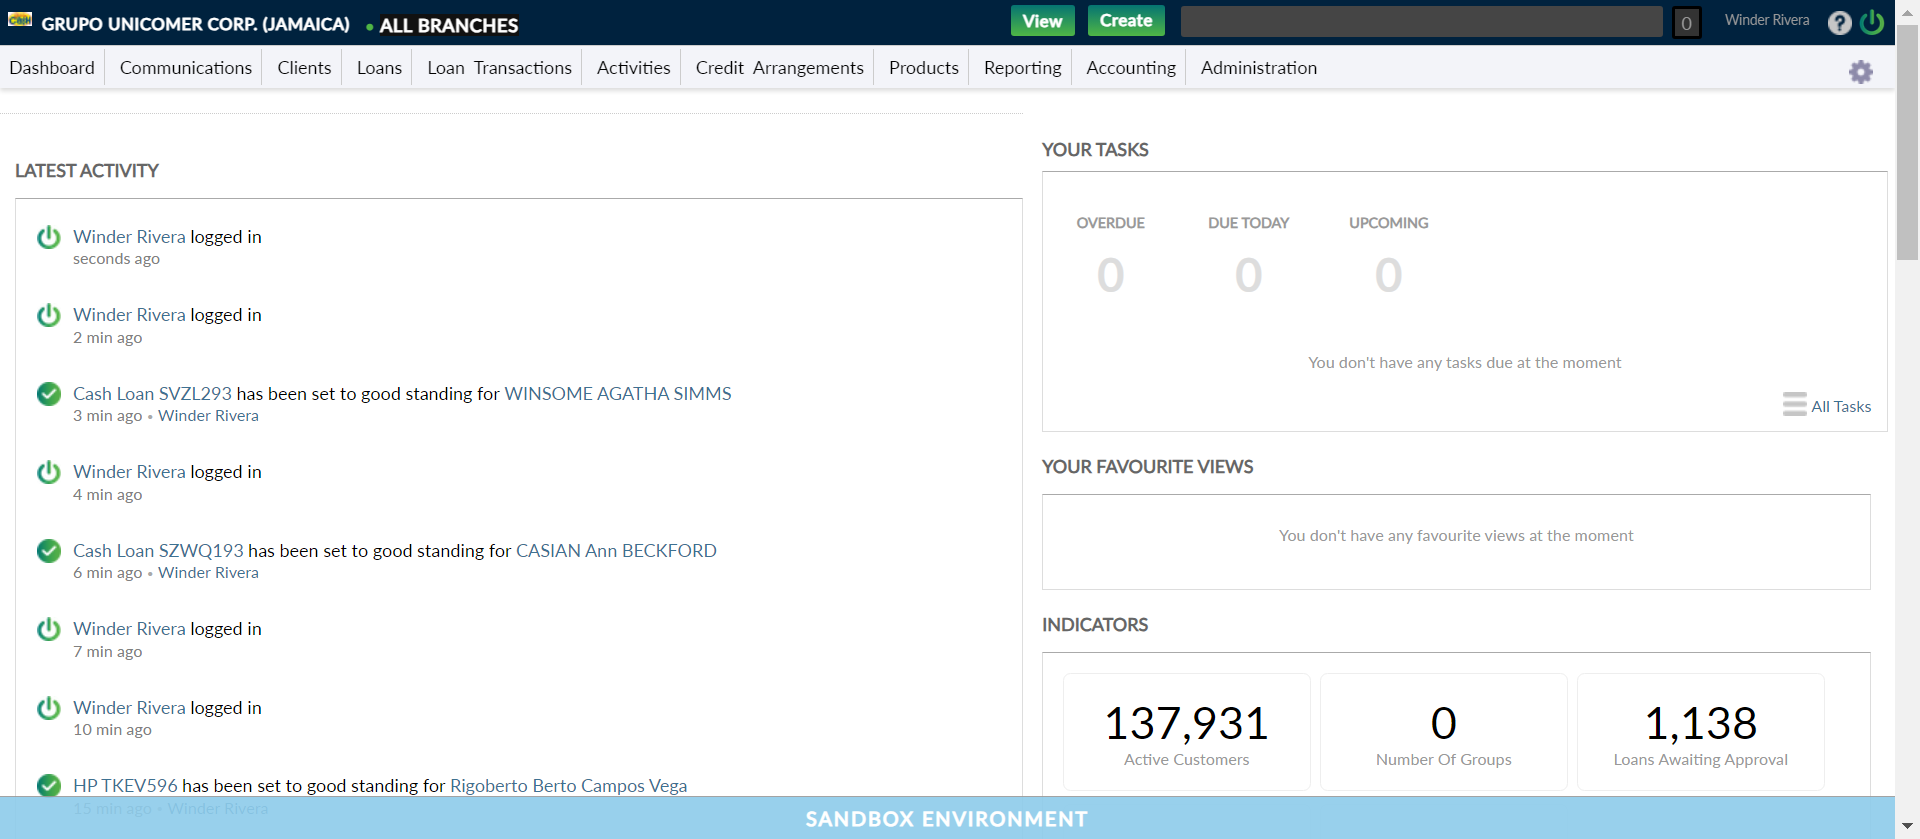 Cash GRUPO UNICOMER CORP. (JAMAICA) • ALL BRANCHES View Create 0 Winder Rivera ?
Dashboard Communications Clients Loans Loan Transactions Activities Credit Arrangements Products Reporting Accounting Administration
LATEST ACTIVITY
Winder Rivera logged in
seconds ago
Winder Rivera logged in
2 min ago
Cash Loan SVZL293 has been set to good standing for WINSOME AGATHA SIMMS
3 min ago • Winder Rivera
Winder Rivera logged in
4 min ago
Cash Loan SZWQ193 has been set to good standing for CASIAN Ann BECKFORD
6 min ago • Winder Rivera
Winder Rivera logged in
7 min ago
Winder Rivera logged in
10 min ago
HP TKEV596 has been set to good standing for Rigoberto Berto Campos Vega
15 min ago • Winder Rivera
YOUR TASKS
OVERDUE DUE TODAY UPCOMING
0 0 0
You don't have any tasks due at the moment
All Tasks
YOUR FAVOURITE VIEWS
You don't have any favourite views at the moment
INDICATORS
137,931 0 1,138
Active Customers Number Of Groups Loans Awaiting Approval
SANDBOX ENVIRONMENT